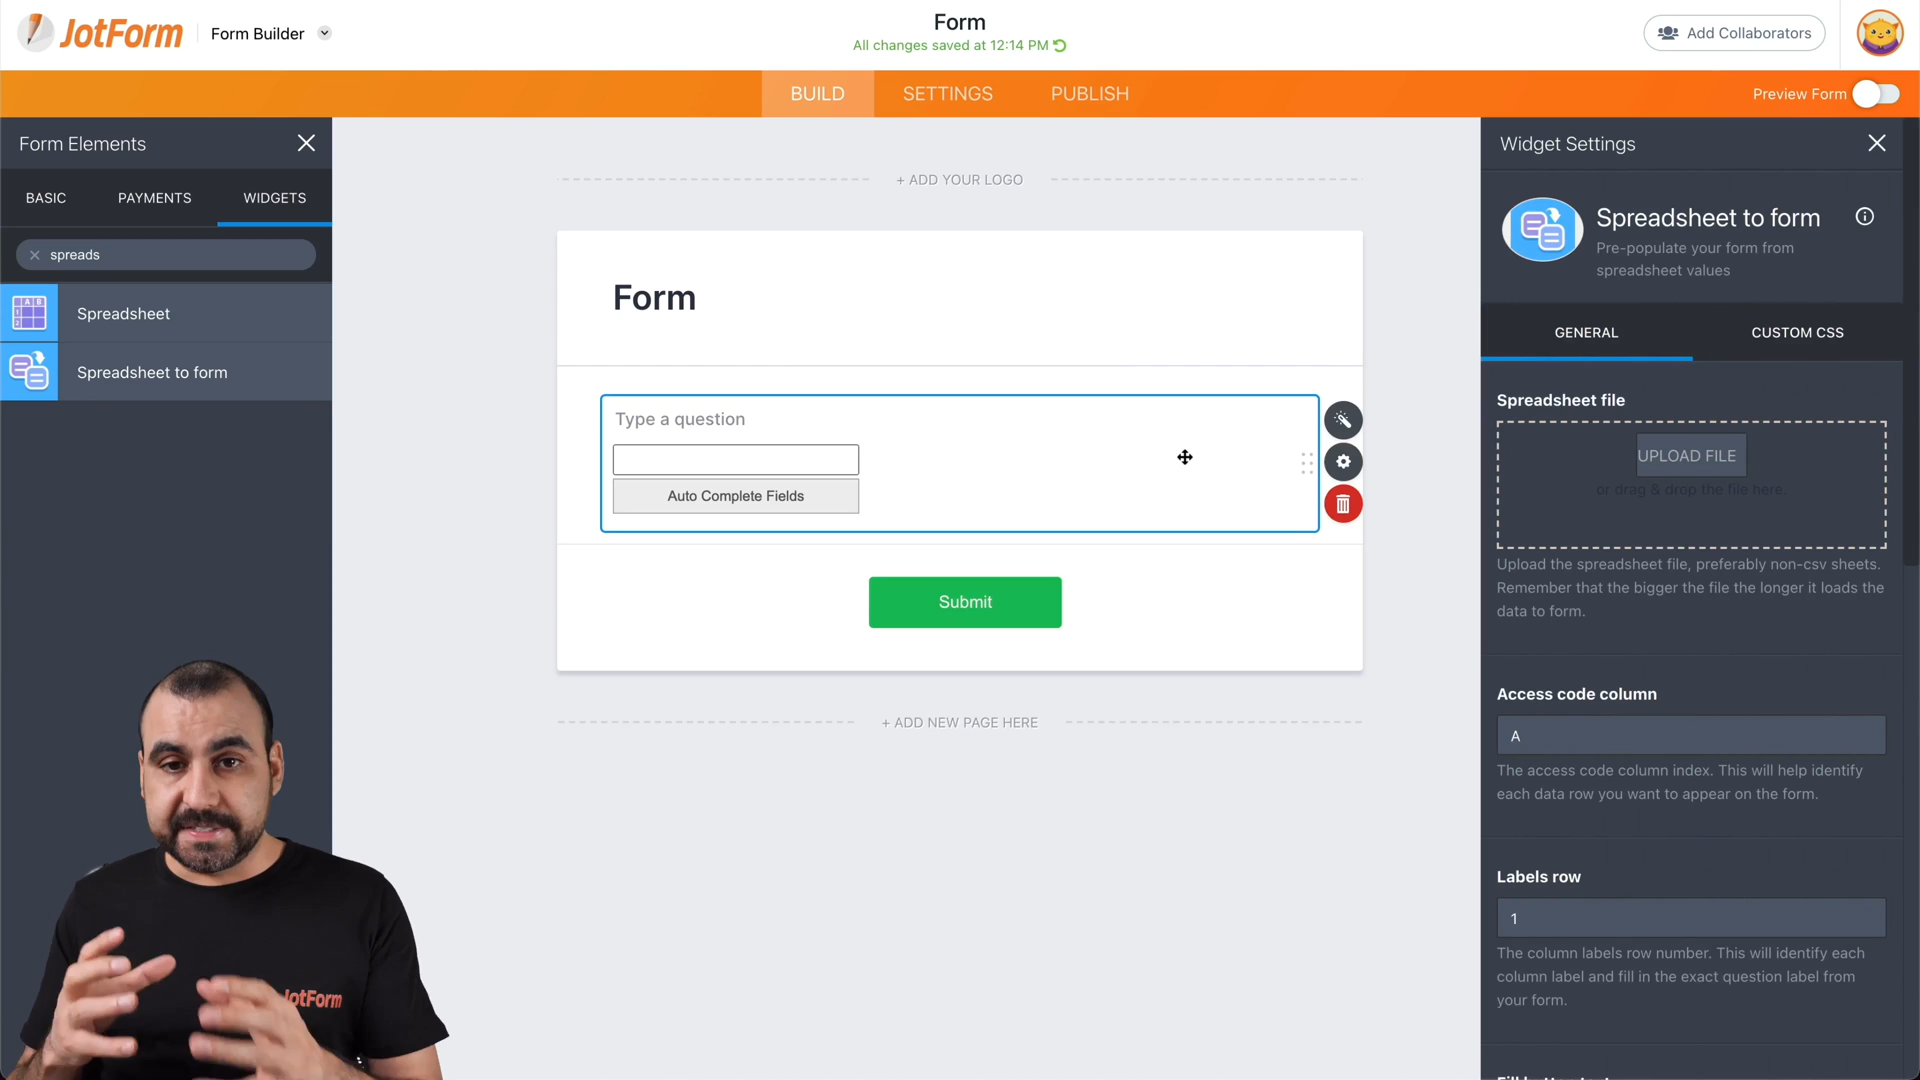 JotForm
Form Builder
Form
All changes saved at 12:14 PM
Add Collaborators
BUILD
SETTINGS
PUBLISH
Preview Form
Form Elements
BASIC
PAYMENTS
WIDGETS
spreads
A B
1
2
Spreadsheet
Spreadsheet to form
+ ADD YOUR LOGO
Form
Type a question
Auto Complete Fields
Submit
+ ADD NEW PAGE HERE
Widget Settings
Spreadsheet to form
Pre-populate your form from
spreadsheet values
GENERAL
CUSTOM CSS
Spreadsheet file
UPLOAD FILE
or drag & drop the file here.
Upload the spreadsheet file, preferably non-csv sheets.
Remember that the bigger the file the longer it loads the
data to form.
Access code column
A
The access code column index. This will help identify
each data row you want to appear on the form.
Labels row
1
The column labels row number. This will identify each
column label and fill in the exact question label from
your form.
JotForm